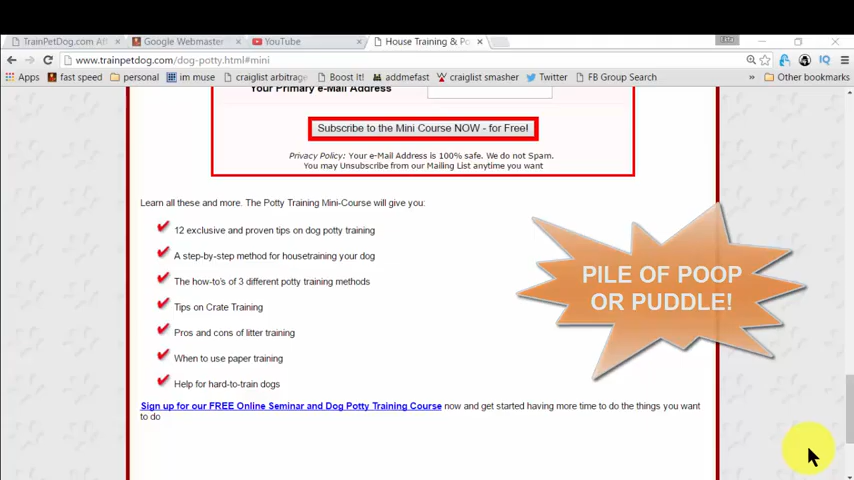 TrainPetDog.com Aff
Google Webmaster
YouTube
House Training & Po
www.trainpetdog.com/dog-potty.html#mini
Apps
fast speed
personal
im muse
craiglist arbitrage
Boost It!
addmefast
craiglist smasher
Twitter
FB Group Search
»
Other bookmarks
Your Primary e-Mail Address
Subscribe to the Mini Course NOW - for Free!
Privacy Policy: Your e-Mail Address is 100% safe. We do not Spam.
You may Unsubscribe from our Mailing List anytime you want
Learn all these and more. The Potty Training Mini-Course will give you:
12 exclusive and proven tips on dog potty training
A step-by-step method for housetraining your dog
The how-to's of 3 different potty training methods
Tips on Crate Training
Pros and cons of litter training
When to use paper training
Help for hard-to-train dogs
Sign up for our FREE Online Seminar and Dog Potty Training Course now and get started having more time to do the things you want
to do
PILE OF POOP
OR PUDDLE!